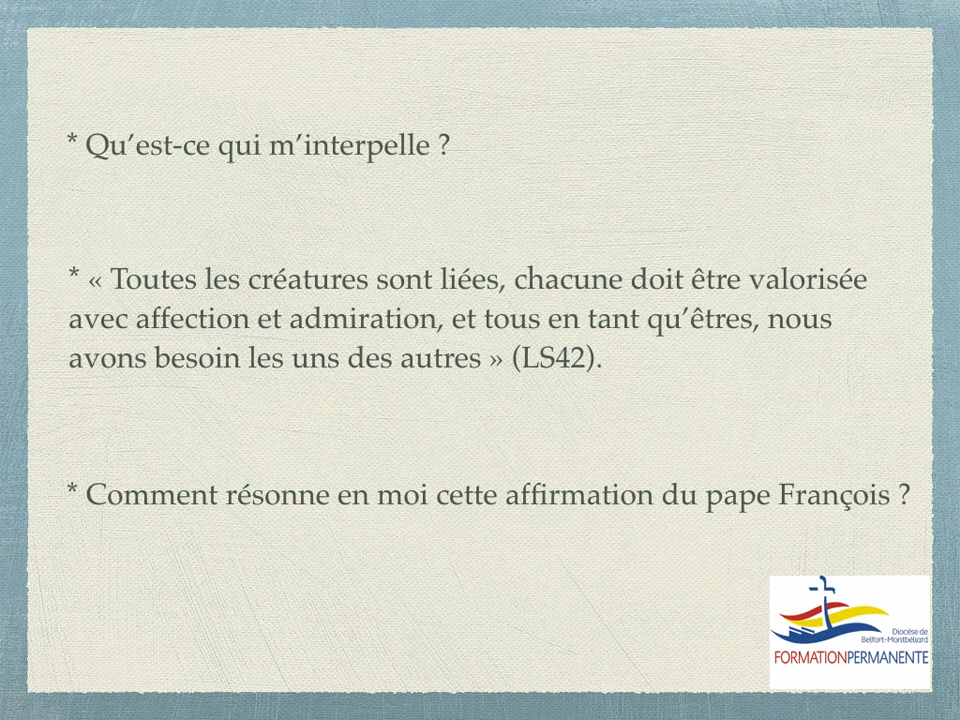 * Qu’est-ce qui m’interpelle ?
* « Toutes les créatures sont liées, chacune doit être valorisée
avec affection et admiration, et tous en tant qu’êtres, nous
avons besoin les uns des autres » (LS42).
* Comment résonne en moi cette affirmation du pape François ?
Diocèse de
Belfort-Montbéliard
FORMATIONPERMANENTE